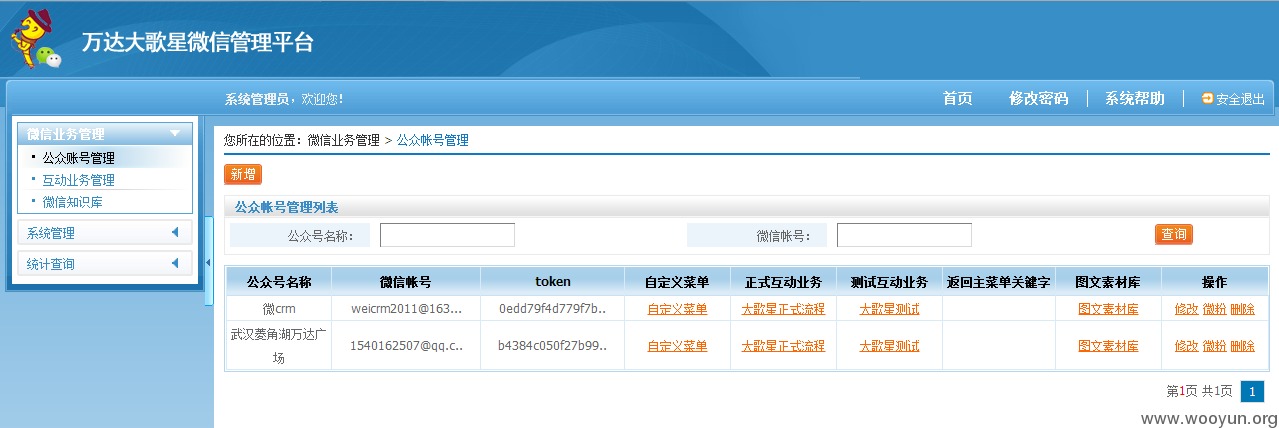 万达大歌星微信管理平台
系统管理员，欢迎您！ 首页 修改密码 系统帮助 安全退出
微信业务管理
公众账号管理
互动业务管理
微信知识库
系统管理
统计查询
您所在的位置：微信业务管理 > 公众帐号管理
新增
公众帐号管理列表
公众号名称： 微信帐号： 查询
公众号名称 微信帐号 token 自定义菜单 正式互动业务 测试互动业务 返回主菜单关键字 图文素材库 操作
微crm weicrm2011@163... 0edd79f4d779f7b.. 自定义菜单 大歌星正式流程 大歌星测试 图文素材库 修改 微粉 删除
武汉菱角湖万达广
场 1540162507@qq.c.. b4384c050f27b99.. 自定义菜单 大歌星正式流程 大歌星测试 图文素材库 修改 微粉 删除
第1页 共1页 1
www.wooyun.org